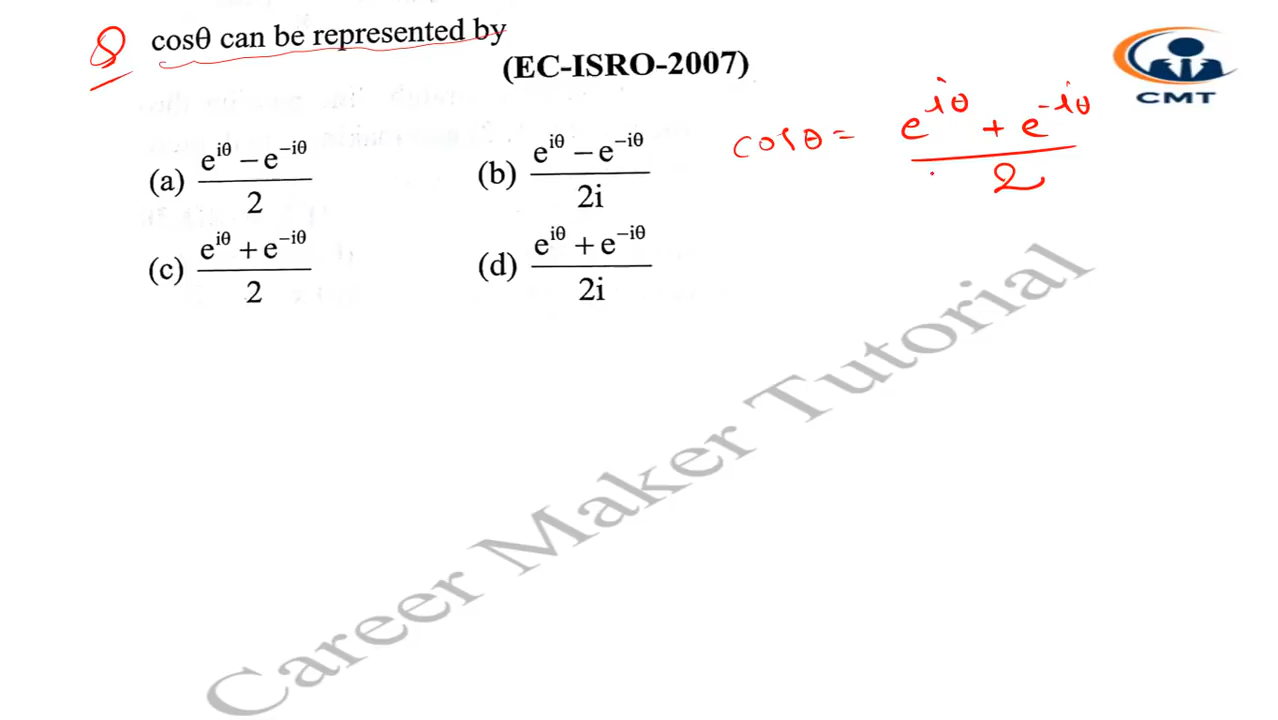 Q cosθ can be represented by
(EC-ISRO-2007)
CMT
cosθ = (e^{iθ} + e^{-iθ})/2
(a) (e^{iθ} − e^{−iθ})/2 (b) (e^{iθ} − e^{−iθ})/2i
(c) (e^{iθ} + e^{−iθ})/2 (d) (e^{iθ} + e^{−iθ})/2i
Career Maker Tutorial